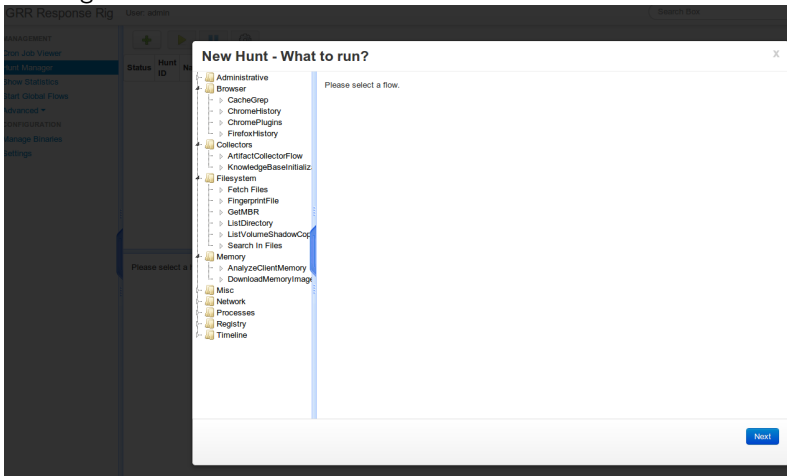 GRR Response Rig User: admin Search Box
MANAGEMENT
Cron Job Viewer
Hunt Manager
Show Statistics
Start Global Flows
Advanced
CONFIGURATION
Manage Binaries
Settings
Status Hunt ID
Please select a
New Hunt - What to run? x
Administrative
Browser
CacheGrep
ChromeHistory
ChromePlugins
FirefoxHistory
Collectors
ArtifactCollectorFlow
KnowledgeBaseInitializ
Filesystem
Fetch Files
FingerprintFile
GetMBR
ListDirectory
ListVolumeShadowCop
Search In Files
Memory
AnalyzeClientMemory
DownloadMemoryImage
Misc
Network
Processes
Registry
Timeline
Please select a flow.
Next